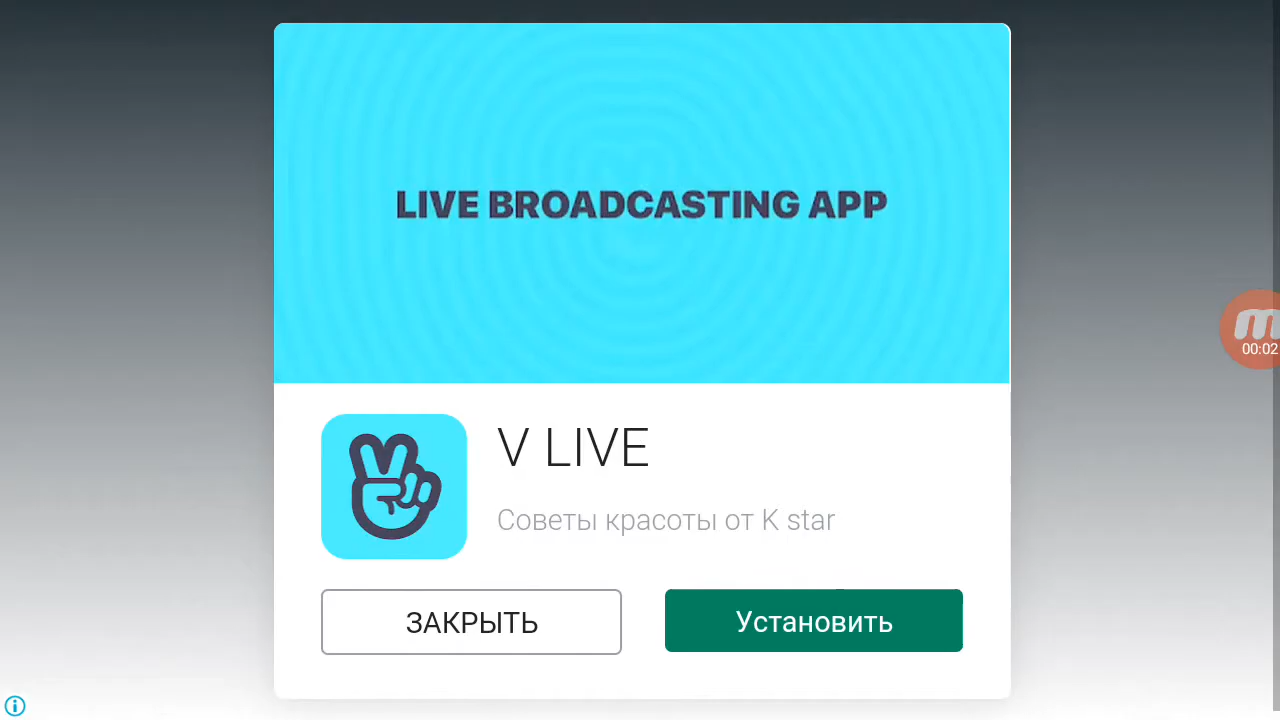 LIVE BROADCASTING APP
V LIVE
Советы красоты от K star
ЗАКРЫТЬ
Установить
00:02